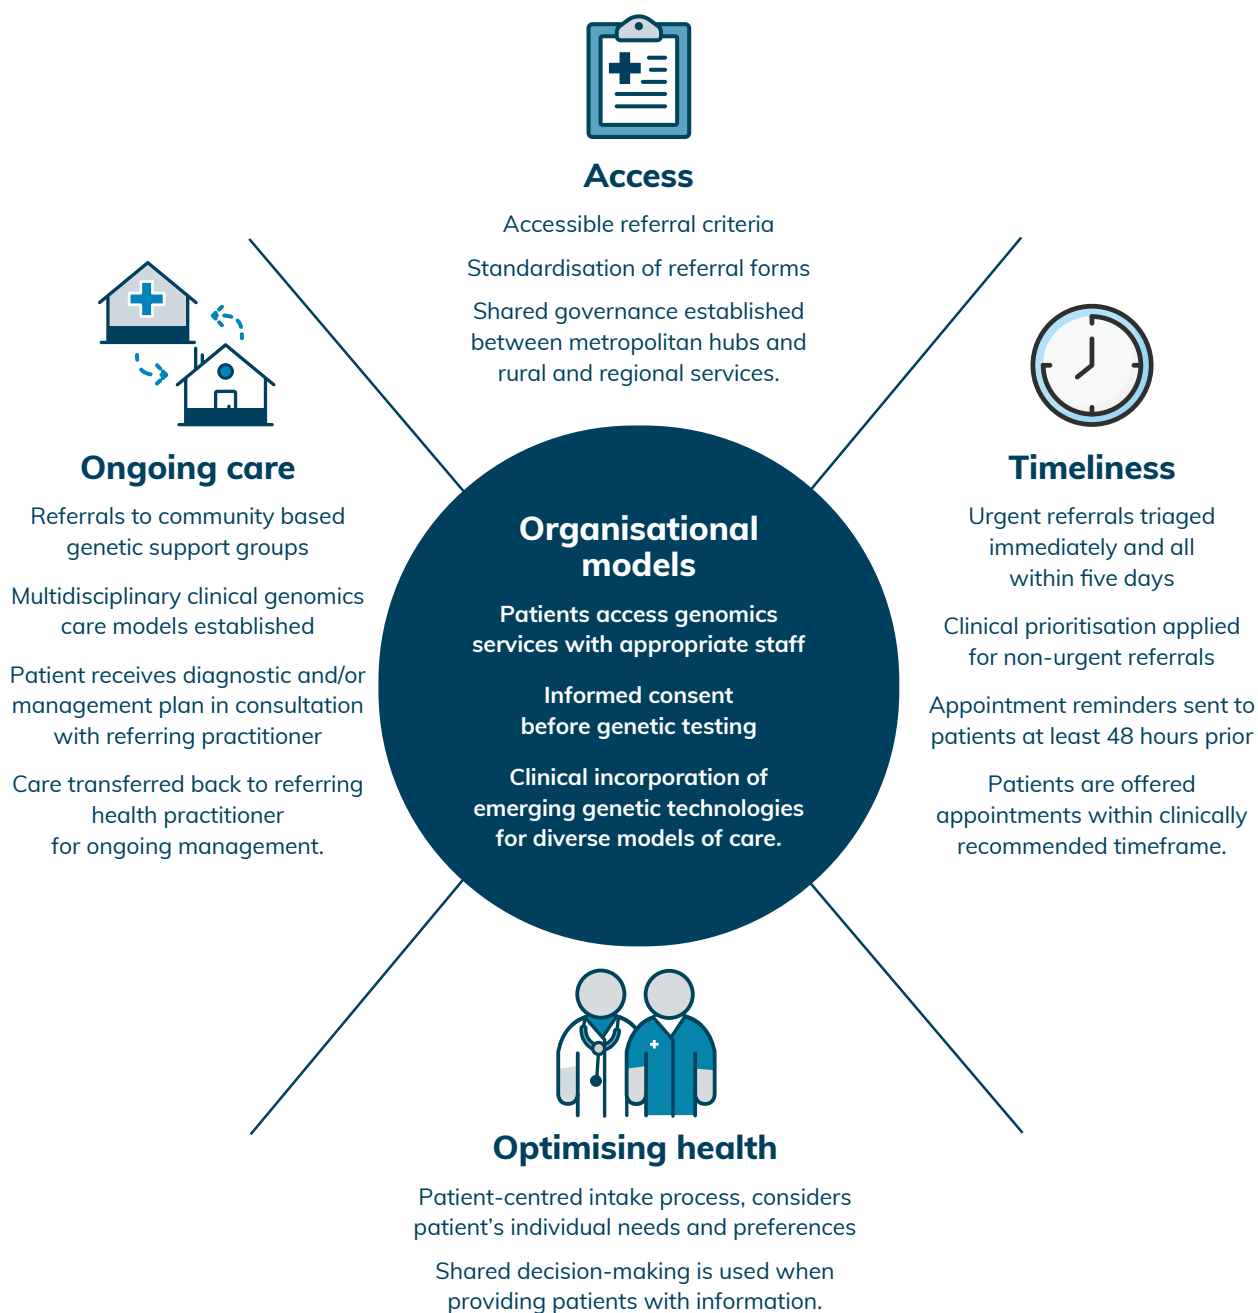 Access
Accessible referral criteria
Standardisation of referral forms
Shared governance established
between metropolitan hubs and
rural and regional services.
Ongoing care
Referrals to community based
genetic support groups
Multidisciplinary clinical genomics
care models established
Patient receives diagnostic and/or
management plan in consultation
with referring practitioner
Care transferred back to referring
health practitioner
for ongoing management.
Organisational
models
Patients access genomics
services with appropriate staff
Informed consent
before genetic testing
Clinical incorporation of
emerging genetic technologies
for diverse models of care.
Timeliness
Urgent referrals triaged
immediately and all
within five days
Clinical prioritisation applied
for non-urgent referrals
Appointment reminders sent to
patients at least 48 hours prior
Patients are offered
appointments within clinically
recommended timeframe.
Optimising health
Patient-centred intake process, considers
patient’s individual needs and preferences
Shared decision-making is used when
providing patients with information.